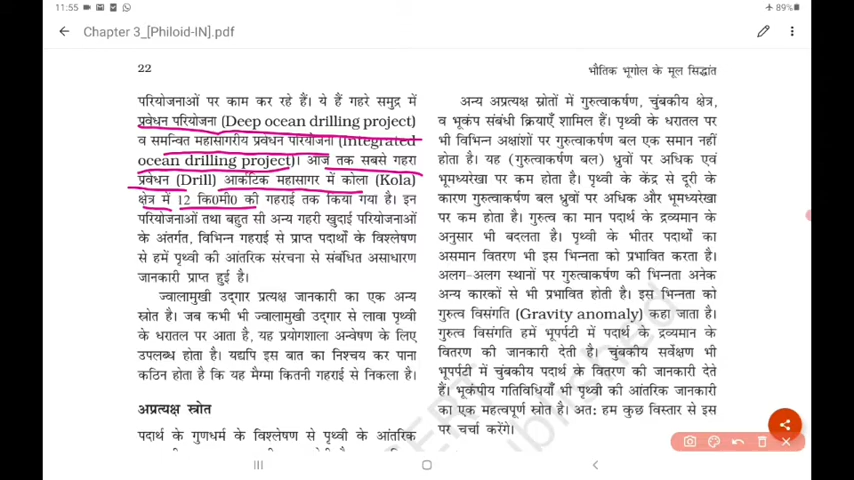 11:55
89%
Chapter 3_[Philoid-IN].pdf
22
भौतिक भूगोल के मूल सिद्धांत
परियोजनाओं पर काम कर रहे हैं। ये हैं गहरे समुद्र में
प्रवेधन परियोजना (Deep ocean drilling project)
व समन्वित महासागरीय प्रवेधन परियोजना (Integrated
ocean drilling project)। आज तक सबसे गहरा
प्रवेधन (Drill) आर्कटिक महासागर में कोला (Kola)
क्षेत्र में 12 कि0मी0 की गहराई तक किया गया है। इन
परियोजनाओं तथा बहुत सी अन्य गहरी खुदाई परियोजनाओं
के अंतर्गत, विभिन्न गहराई से प्राप्त पदार्थों के विश्लेषण
से हमें पृथ्वी की आंतरिक संरचना से संबंधित असाधारण
जानकारी प्राप्त हुई है।
ज्वालामुखी उद्गार प्रत्यक्ष जानकारी का एक अन्य
स्रोत है। जब कभी भी ज्वालामुखी उद्गार से लावा पृथ्वी
के धरातल पर आता है, यह प्रयोगशाला अन्वेषण के लिए
उपलब्ध होता है। यद्यपि इस बात का निश्चय कर पाना
कठिन होता है कि यह मैग्मा कितनी गहराई से निकला है।
अप्रत्यक्ष स्रोत
पदार्थ के गुणधर्म के विश्लेषण से पृथ्वी के आंतरिक
अन्य अप्रत्यक्ष स्रोतों में गुरुत्वाकर्षण, चुंबकीय क्षेत्र,
व भूकंप संबंधी क्रियाएँ शामिल हैं। पृथ्वी के धरातल पर
भी विभिन्न अक्षांशों पर गुरुत्वाकर्षण बल एक समान नहीं
होता है। यह (गुरुत्वाकर्षण बल) ध्रुवों पर अधिक एवं
भूमध्यरेखा पर कम होता है। पृथ्वी के केंद्र से दूरी के
कारण गुरुत्वाकर्षण बल ध्रुवों पर अधिक और भूमध्यरेखा
पर कम होता है। गुरुत्व का मान पदार्थ के द्रव्यमान के
अनुसार भी बदलता है। पृथ्वी के भीतर पदार्थों का
असमान वितरण भी इस भिन्नता को प्रभावित करता है।
अलग-अलग स्थानों पर गुरुत्वाकर्षण की भिन्नता अनेक
अन्य कारकों से भी प्रभावित होती है। इस भिन्नता को
गुरुत्व विसंगति (Gravity anomaly) कहा जाता है।
गुरुत्व विसंगति हमें भूपर्पटी में पदार्थ के द्रव्यमान के
वितरण की जानकारी देती है। चुंबकीय सर्वेक्षण भी
भूपर्पटी में चुंबकीय पदार्थ के वितरण की जानकारी देते
हैं। भूकंपीय गतिविधियाँ भी पृथ्वी की आंतरिक जानकारी
का एक महत्वपूर्ण स्रोत है। अत: हम कुछ विस्तार से इस
पर चर्चा करेंगे।